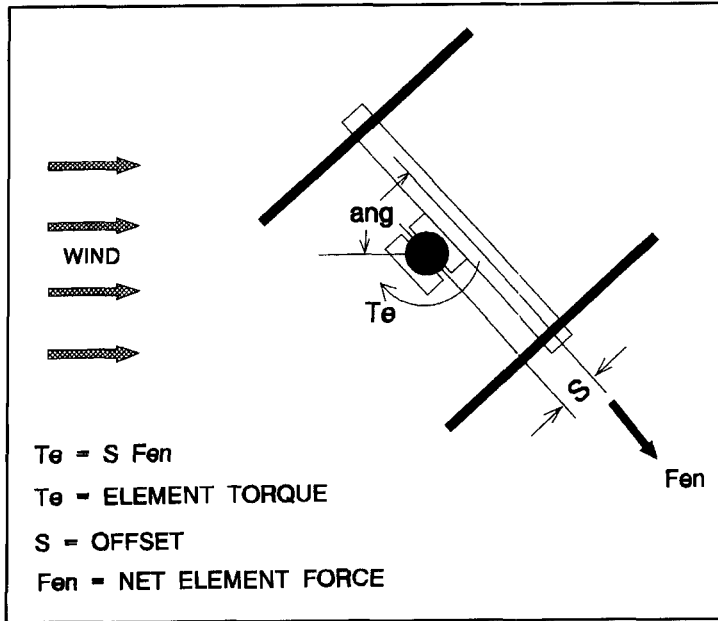 ang
WIND
Te
S
Fen
Te = S Fen
Te = ELEMENT TORQUE
S = OFFSET
Fen = NET ELEMENT FORCE